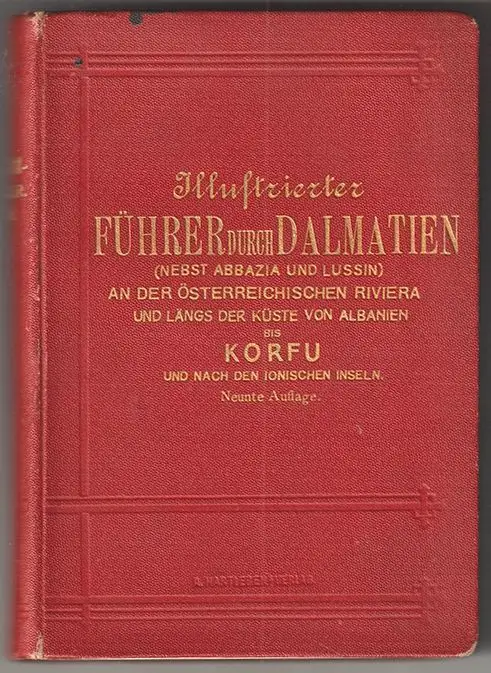 Illustrierter
FÜHRER DURCH DALMATIEN
(NEBST ABBAZIA UND LUSSIN)
AN DER ÖSTERREICHISCHEN RIVIERA
UND LÄNGS DER KÜSTE VON ALBANIEN
BIS
KORFU
UND NACH DEN IONISCHEN INSELN.
Neunte Auflage.
A. HARTLEBEN'S VERLAG.